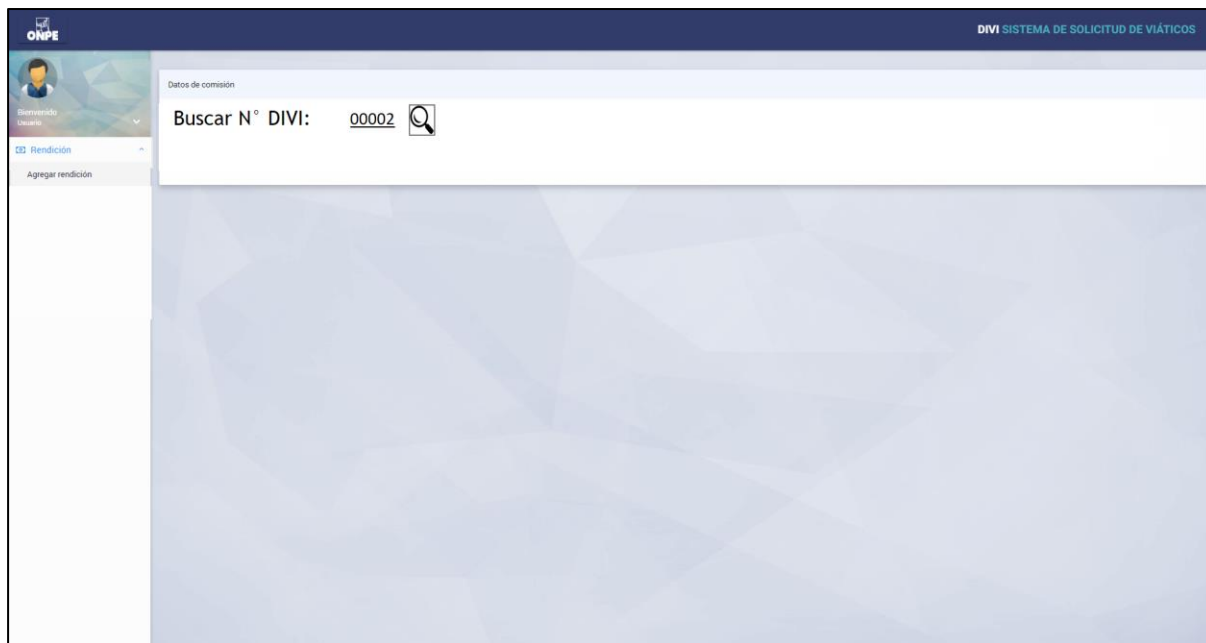 ONPE
DIVI SISTEMA DE SOLICITUD DE VIÁTICOS
Bienvenido
Usuario
Rendición
Agregar rendición
Datos de comisión
Buscar N° DIVI: 00002